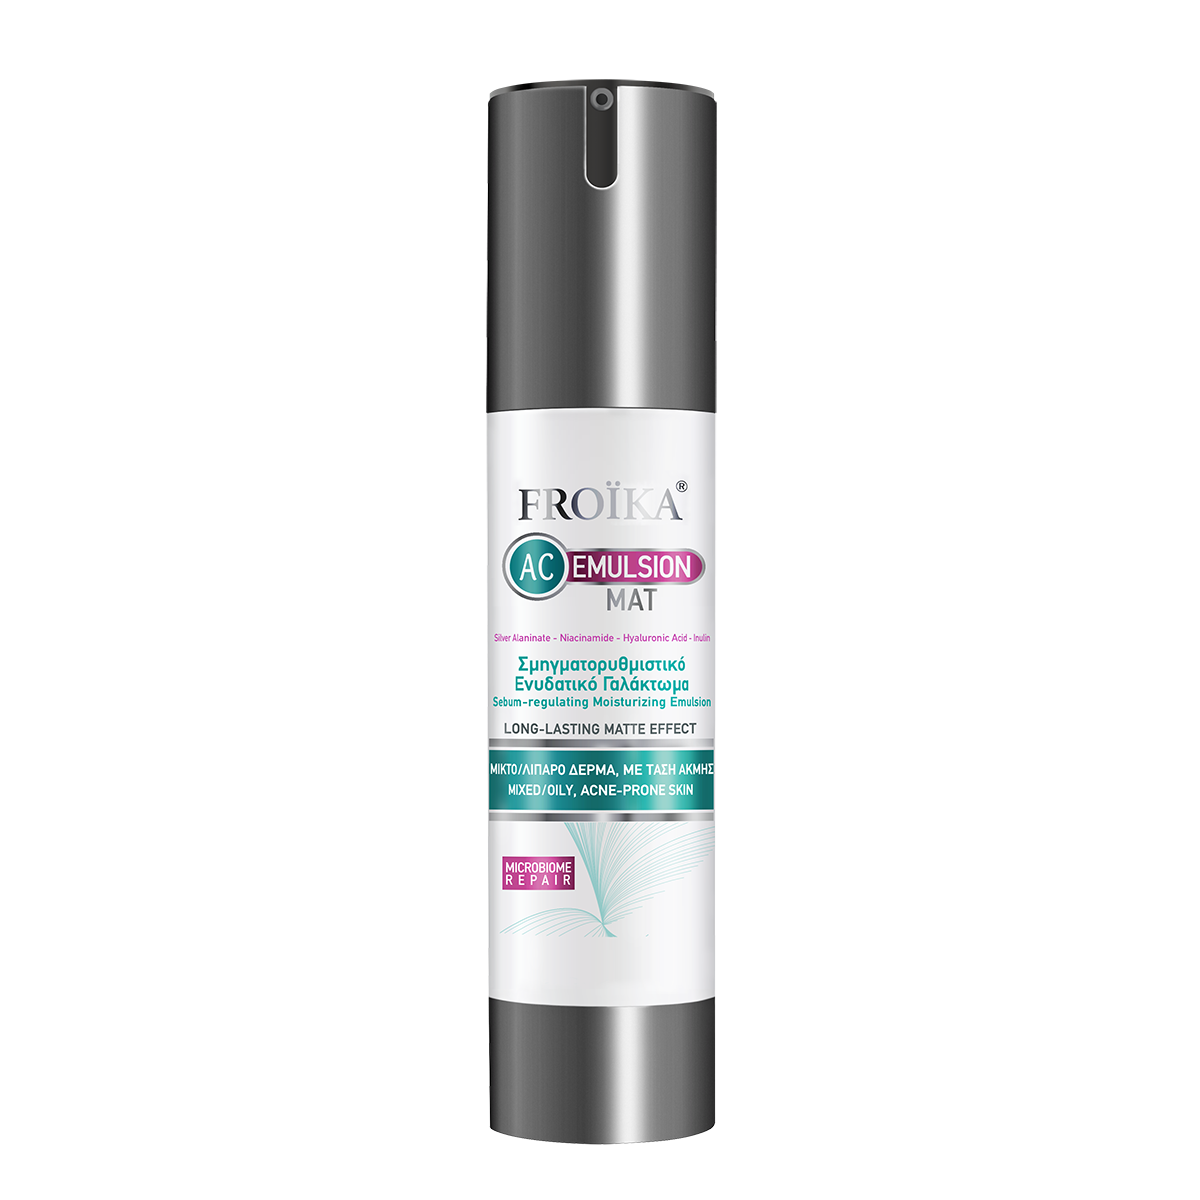 FROÏKA®
AC EMULSION
MAT
Silver Alaninate - Niacinamide - Hyaluronic Acid - Inulin
Σμηγματορυθμιστικό
Ενυδατικό Γαλάκτωμα
Sebum-regulating Moisturizing Emulsion
LONG-LASTING MATTE EFFECT
ΜΙΚΤΟ/ΛΙΠΑΡΟ ΔΕΡΜΑ, ΜΕ ΤΑΣΗ ΑΚΜΗΣ
MIXED/OILY, ACNE-PRONE SKIN
MICROBIOME
REPAIR